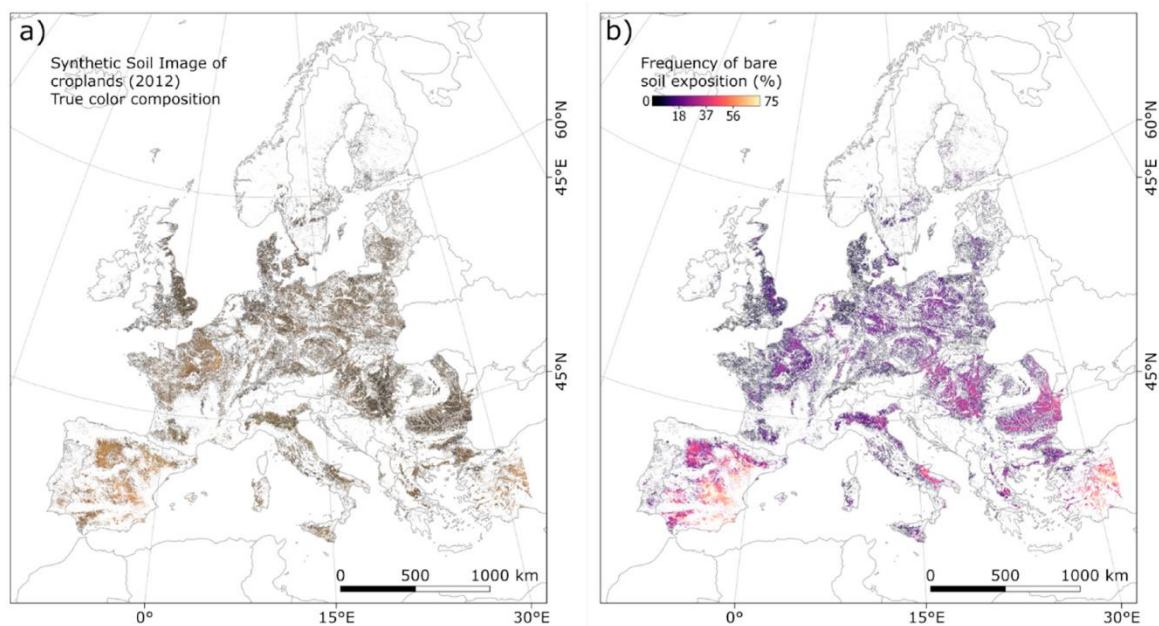 a)
Synthetic Soil Image of
croplands (2012)
True color composition
60°N
45°E
45°N
0 500 1000 km
0° 15°E 30°E
b)
Frequency of bare
soil exposition (%)
0 75
18 37 56
60°N
45°E
45°N
0 500 1000 km
0° 15°E 30°E